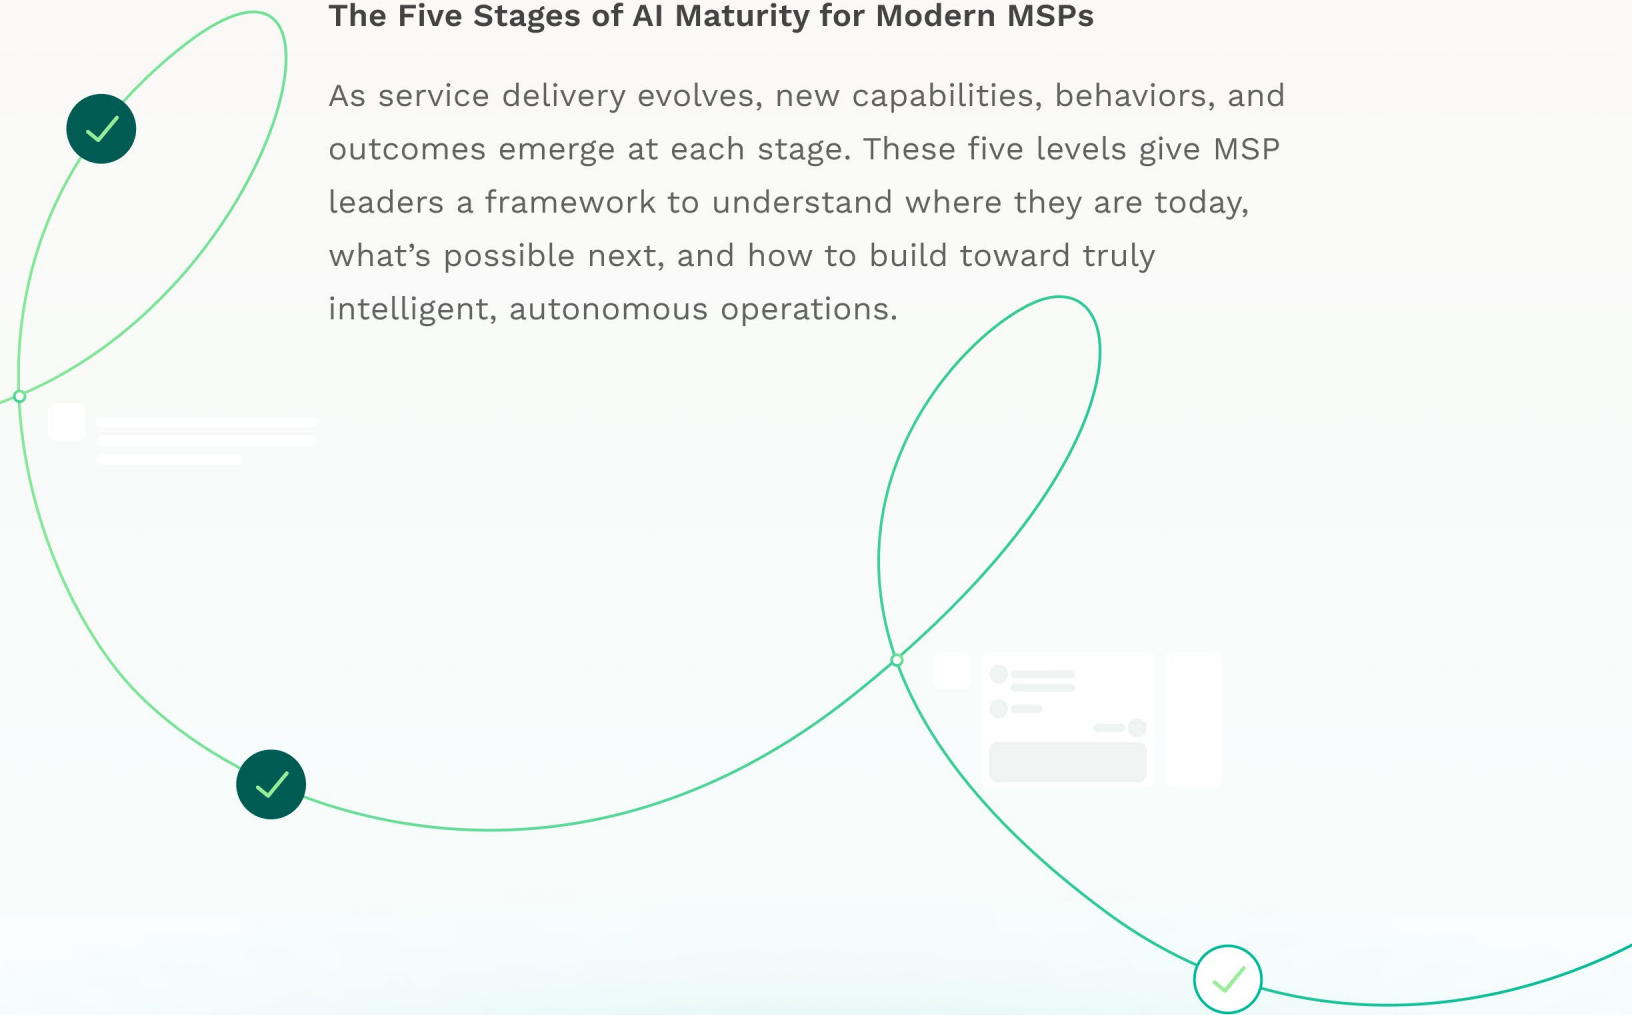 The Five Stages of AI Maturity for Modern MSPs
As service delivery evolves, new capabilities, behaviors, and
outcomes emerge at each stage. These five levels give MSP
leaders a framework to understand where they are today,
what’s possible next, and how to build toward truly
intelligent, autonomous operations.